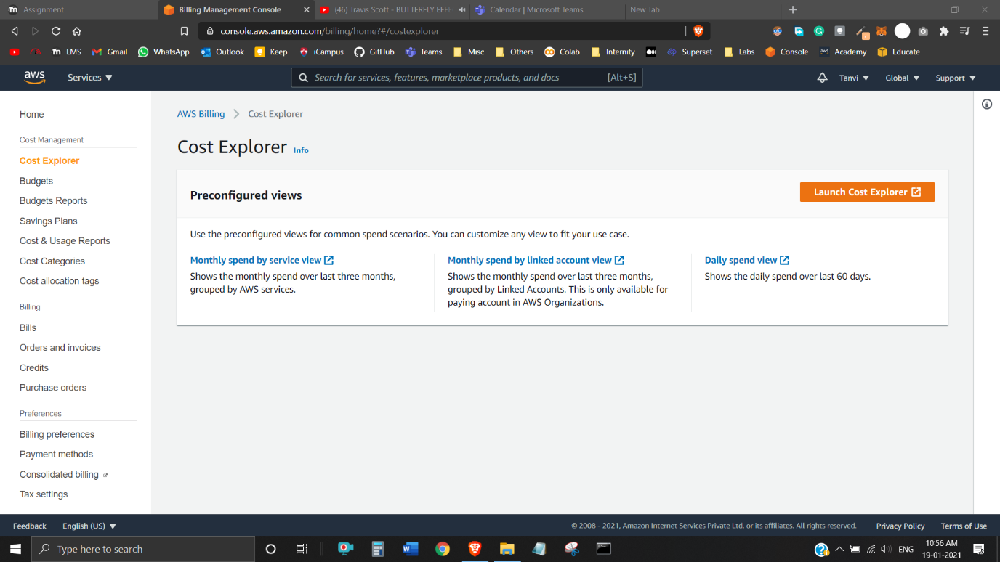 Assignment
Billing Management Console
(46) Travis Scott - BUTTERFLY EFFE
Calendar | Microsoft Teams
New Tab
console.aws.amazon.com/billing/home?#/costexplorer
LMS
Gmail
WhatsApp
Outlook
Keep
iCampus
GitHub
Teams
Misc
Others
Colab
Internity
Superset
Labs
Console
Academy
Educate
aws
Services
Search for services, features, marketplace products, and docs
[Alt+S]
Tanvi
Global
Support
Home
Cost Management
Cost Explorer
Budgets
Budgets Reports
Savings Plans
Cost & Usage Reports
Cost Categories
Cost allocation tags
Billing
Bills
Orders and invoices
Credits
Purchase orders
Preferences
Billing preferences
Payment methods
Consolidated billing
Tax settings
AWS Billing
Cost Explorer
Cost Explorer Info
Preconfigured views
Launch Cost Explorer
Use the preconfigured views for common spend scenarios. You can customize any view to fit your use case.
Monthly spend by service view
Shows the monthly spend over last three months,
grouped by AWS services.
Monthly spend by linked account view
Shows the monthly spend over last three months,
grouped by Linked Accounts. This is only available for
paying account in AWS Organizations.
Daily spend view
Shows the daily spend over last 60 days.
Feedback
English (US)
© 2008 - 2021, Amazon Internet Services Private Ltd. or its affiliates. All rights reserved.
Privacy Policy
Terms of Use
Type here to search
ENG
10:56 AM
19-01-2021